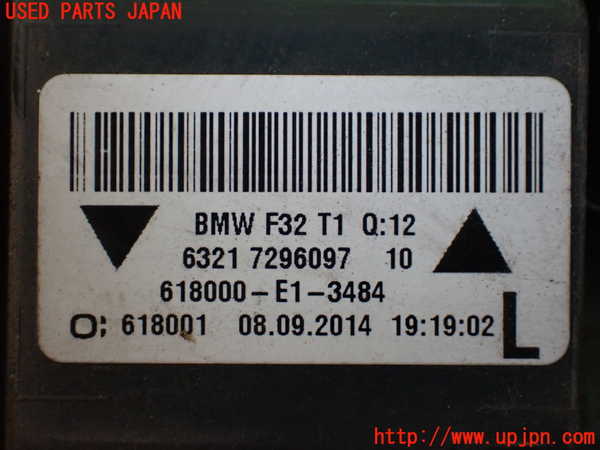 USED PARTS JAPAN
BMW F32 T1 Q:12
6321 7296097 10
618000-E1-3484
O; 618001 08.09.2014 19:19:02
L
http://www.upjpn.com/